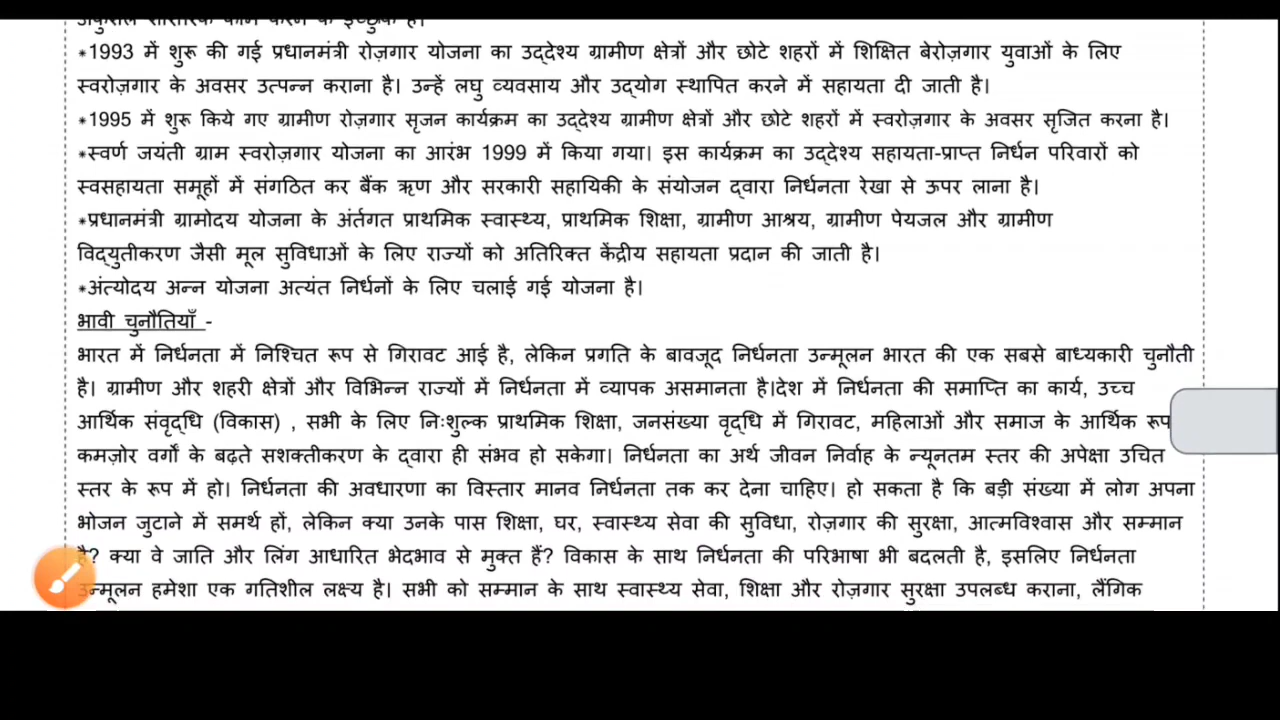 *1993 में शुरू की गई प्रधानमंत्री रोज़गार योजना का उद्देश्य ग्रामीण क्षेत्रों और छोटे शहरों में शिक्षित बेरोज़गार युवाओं के लिए
स्वरोज़गार के अवसर उत्पन्न कराना है। उन्हें लघु व्यवसाय और उद्योग स्थापित करने में सहायता दी जाती है।
*1995 में शुरू किये गए ग्रामीण रोज़गार सृजन कार्यक्रम का उद्देश्य ग्रामीण क्षेत्रों और छोटे शहरों में स्वरोज़गार के अवसर सृजित करना है।
*स्वर्ण जयंती ग्राम स्वरोज़गार योजना का आरंभ 1999 में किया गया। इस कार्यक्रम का उद्देश्य सहायता-प्राप्त निर्धन परिवारों को
स्वसहायता समूहों में संगठित कर बैंक ऋण और सरकारी सहायिकी के संयोजन द्वारा निर्धनता रेखा से ऊपर लाना है।
*प्रधानमंत्री ग्रामोदय योजना के अंर्तगत प्राथमिक स्वास्थ्य, प्राथमिक शिक्षा, ग्रामीण आश्रय, ग्रामीण पेयजल और ग्रामीण
विद्युतीकरण जैसी मूल सुविधाओं के लिए राज्यों को अतिरिक्त केंद्रीय सहायता प्रदान की जाती है।
*अंत्योदय अन्न योजना अत्यंत निर्धनों के लिए चलाई गई योजना है।
भावी चुनौतियाँ -
भारत में निर्धनता में निश्चित रूप से गिरावट आई है, लेकिन प्रगति के बावजूद निर्धनता उन्मूलन भारत की एक सबसे बाध्यकारी चुनौती
है। ग्रामीण और शहरी क्षेत्रों और विभिन्न राज्यों में निर्धनता में व्यापक असमानता है।देश में निर्धनता की समाप्ति का कार्य, उच्च
आर्थिक संवृद्धि (विकास) , सभी के लिए निःशुल्क प्राथमिक शिक्षा, जनसंख्या वृद्धि में गिरावट, महिलाओं और समाज के आर्थिक रूप
कमज़ोर वर्गों के बढ़ते सशक्तीकरण के द्वारा ही संभव हो सकेगा। निर्धनता का अर्थ जीवन निर्वाह के न्यूनतम स्तर की अपेक्षा उचित
स्तर के रूप में हो। निर्धनता की अवधारणा का विस्तार मानव निर्धनता तक कर देना चाहिए। हो सकता है कि बड़ी संख्या में लोग अपना
भोजन जुटाने में समर्थ हों, लेकिन क्या उनके पास शिक्षा, घर, स्वास्थ्य सेवा की सुविधा, रोज़गार की सुरक्षा, आत्मविश्वास और सम्मान
है? क्या वे जाति और लिंग आधारित भेदभाव से मुक्त हैं? विकास के साथ निर्धनता की परिभाषा भी बदलती है, इसलिए निर्धनता
उन्मूलन हमेशा एक गतिशील लक्ष्य है। सभी को सम्मान के साथ स्वास्थ्य सेवा, शिक्षा और रोज़गार सुरक्षा उपलब्ध कराना, लैंगिक